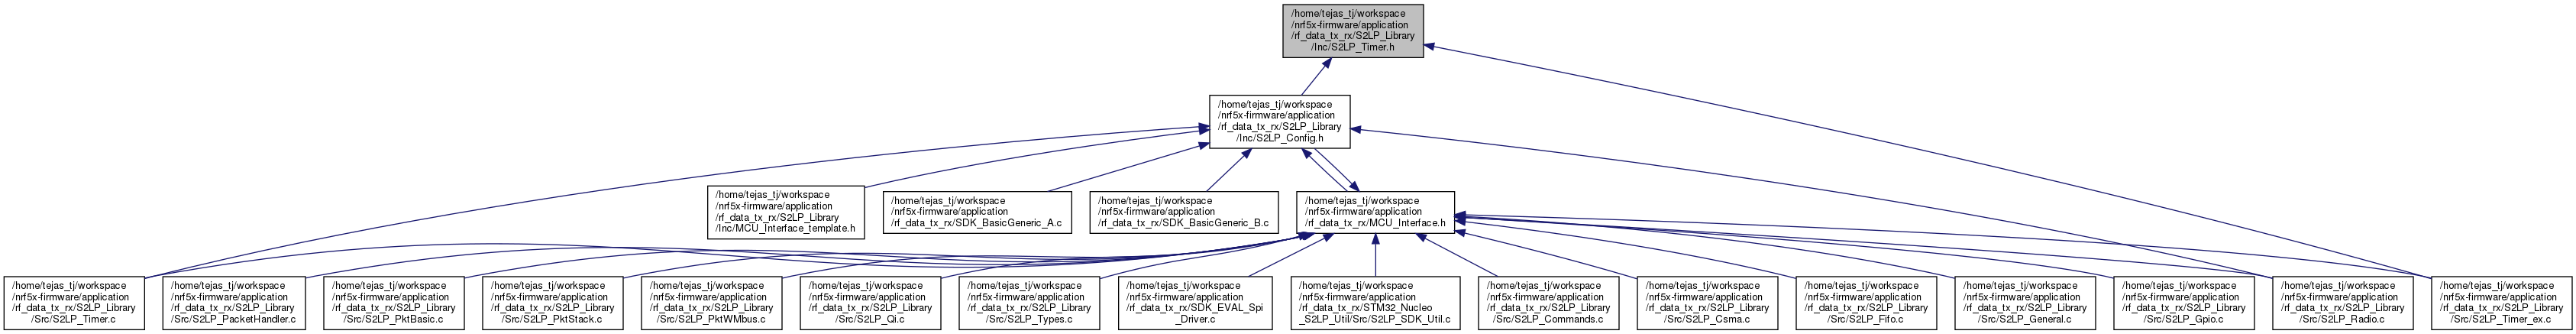 /home/tejas_tj/workspace
/nrf5x-firmware/application
/rf_data_tx_rx/S2LP_Library
/Inc/S2LP_Timer.h
/home/tejas_tj/workspace
/nrf5x-firmware/application
/rf_data_tx_rx/S2LP_Library
/Inc/S2LP_Config.h
/home/tejas_tj/workspace
/nrf5x-firmware/application
/rf_data_tx_rx/S2LP_Library
/Inc/MCU_Interface_template.h
/home/tejas_tj/workspace
/nrf5x-firmware/application
/rf_data_tx_rx/SDK_BasicGeneric_A.c
/home/tejas_tj/workspace
/nrf5x-firmware/application
/rf_data_tx_rx/SDK_BasicGeneric_B.c
/home/tejas_tj/workspace
/nrf5x-firmware/application
/rf_data_tx_rx/MCU_Interface.h
/home/tejas_tj/workspace
/nrf5x-firmware/application
/rf_data_tx_rx/S2LP_Library
/Src/S2LP_Timer.c
/home/tejas_tj/workspace
/nrf5x-firmware/application
/rf_data_tx_rx/S2LP_Library
/Src/S2LP_PacketHandler.c
/home/tejas_tj/workspace
/nrf5x-firmware/application
/rf_data_tx_rx/S2LP_Library
/Src/S2LP_PktBasic.c
/home/tejas_tj/workspace
/nrf5x-firmware/application
/rf_data_tx_rx/S2LP_Library
/Src/S2LP_PktStack.c
/home/tejas_tj/workspace
/nrf5x-firmware/application
/rf_data_tx_rx/S2LP_Library
/Src/S2LP_PktWMbus.c
/home/tejas_tj/workspace
/nrf5x-firmware/application
/rf_data_tx_rx/S2LP_Library
/Src/S2LP_Qi.c
/home/tejas_tj/workspace
/nrf5x-firmware/application
/rf_data_tx_rx/S2LP_Library
/Src/S2LP_Types.c
/home/tejas_tj/workspace
/nrf5x-firmware/application
/rf_data_tx_rx/SDK_EVAL_Spi
_Driver.c
/home/tejas_tj/workspace
/nrf5x-firmware/application
/rf_data_tx_rx/STM32_Nucleo
_S2LP_Util/Src/S2LP_SDK_Util.c
/home/tejas_tj/workspace
/nrf5x-firmware/application
/rf_data_tx_rx/S2LP_Library
/Src/S2LP_Commands.c
/home/tejas_tj/workspace
/nrf5x-firmware/application
/rf_data_tx_rx/S2LP_Library
/Src/S2LP_Csma.c
/home/tejas_tj/workspace
/nrf5x-firmware/application
/rf_data_tx_rx/S2LP_Library
/Src/S2LP_Fifo.c
/home/tejas_tj/workspace
/nrf5x-firmware/application
/rf_data_tx_rx/S2LP_Library
/Src/S2LP_General.c
/home/tejas_tj/workspace
/nrf5x-firmware/application
/rf_data_tx_rx/S2LP_Library
/Src/S2LP_Gpio.c
/home/tejas_tj/workspace
/nrf5x-firmware/application
/rf_data_tx_rx/S2LP_Library
/Src/S2LP_Radio.c
/home/tejas_tj/workspace
/nrf5x-firmware/application
/rf_data_tx_rx/S2LP_Library
/Src/S2LP_Timer_ex.c